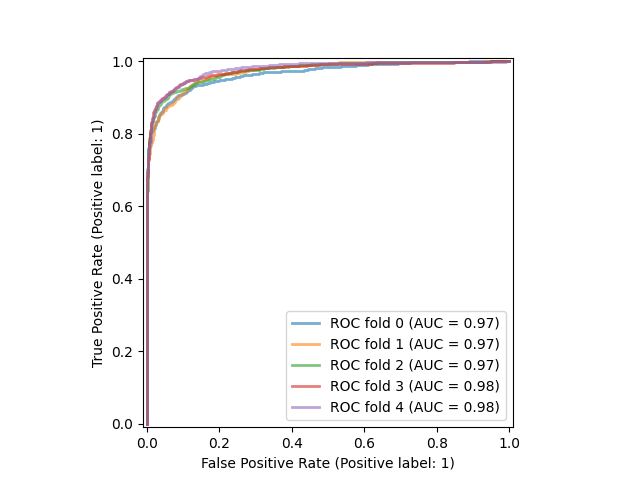 1.0
0.8
0.6
0.4
0.2
0.0
True Positive Rate (Positive label: 1)
ROC fold 0 (AUC = 0.97)
ROC fold 1 (AUC = 0.97)
ROC fold 2 (AUC = 0.97)
ROC fold 3 (AUC = 0.98)
ROC fold 4 (AUC = 0.98)
0.0 0.2 0.4 0.6 0.8 1.0
False Positive Rate (Positive label: 1)